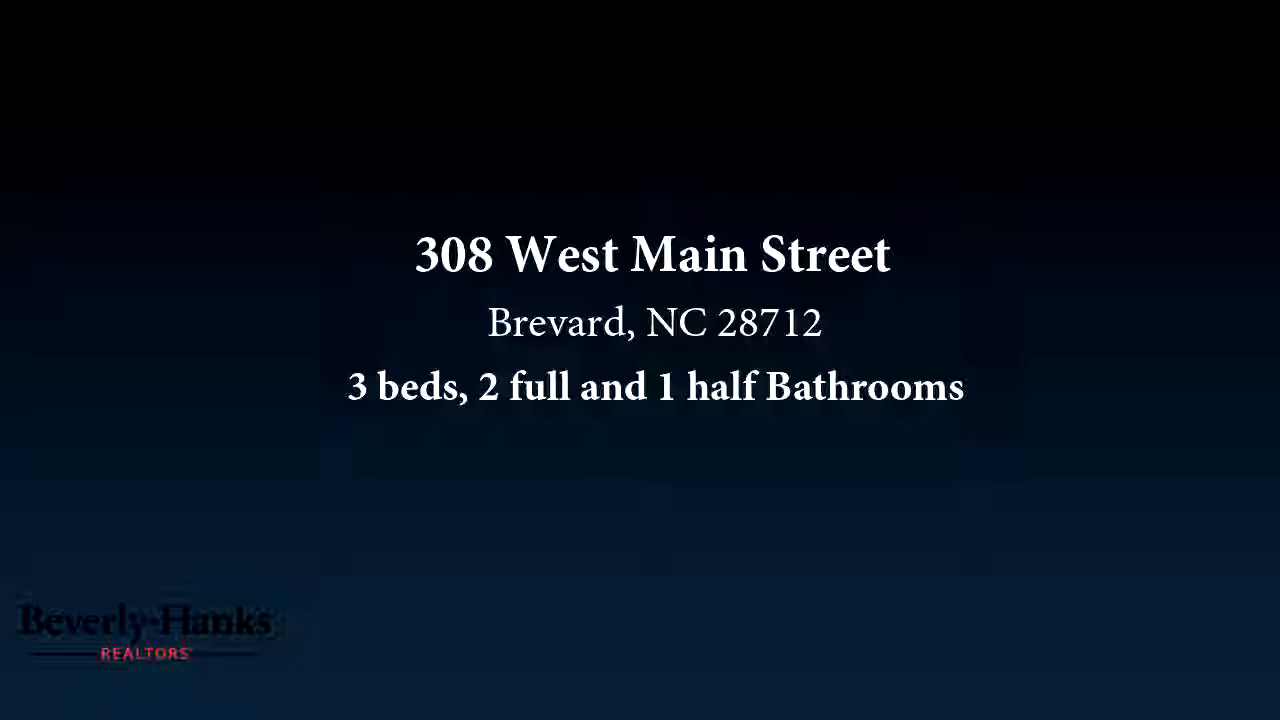 308 West Main Street
Brevard, NC 28712
3 beds, 2 full and 1 half Bathrooms
Beverly-Hanks
REALTORS